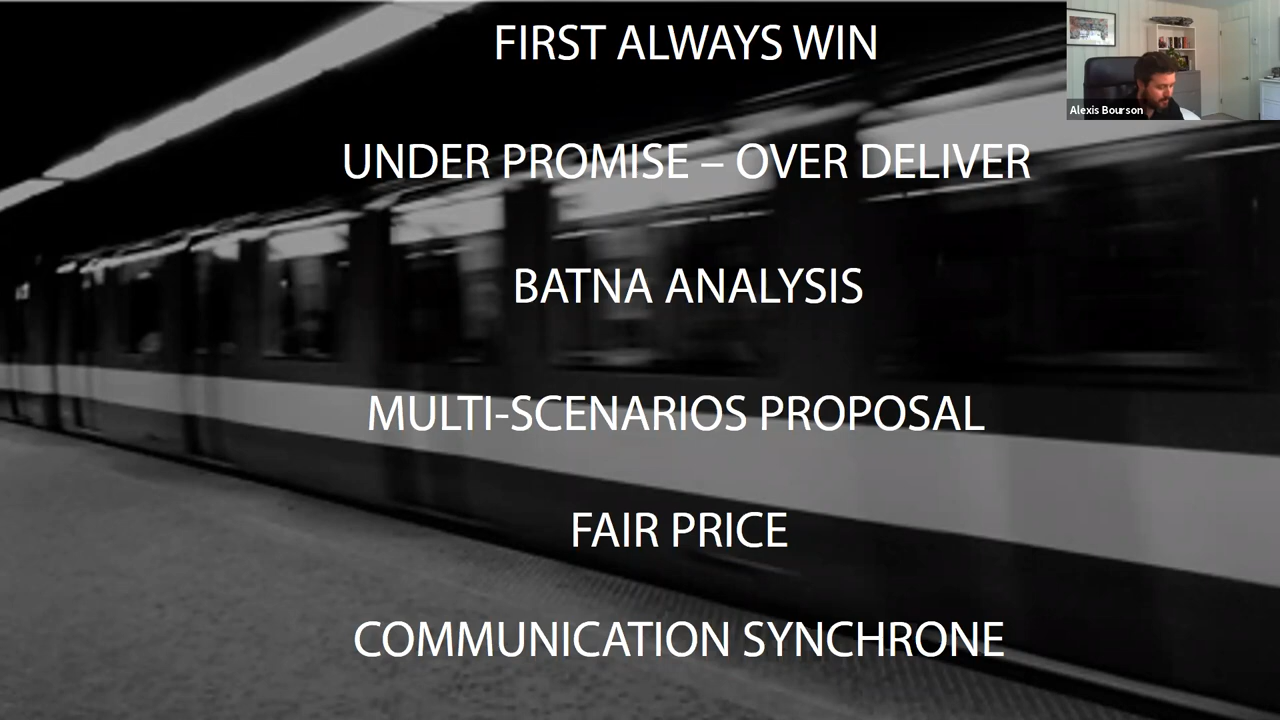 FIRST ALWAYS WIN
Alexis Bourson
UNDER PROMISE – OVER DELIVER
BATNA ANALYSIS
MULTI-SCENARIOS PROPOSAL
FAIR PRICE
COMMUNICATION SYNCHRONE